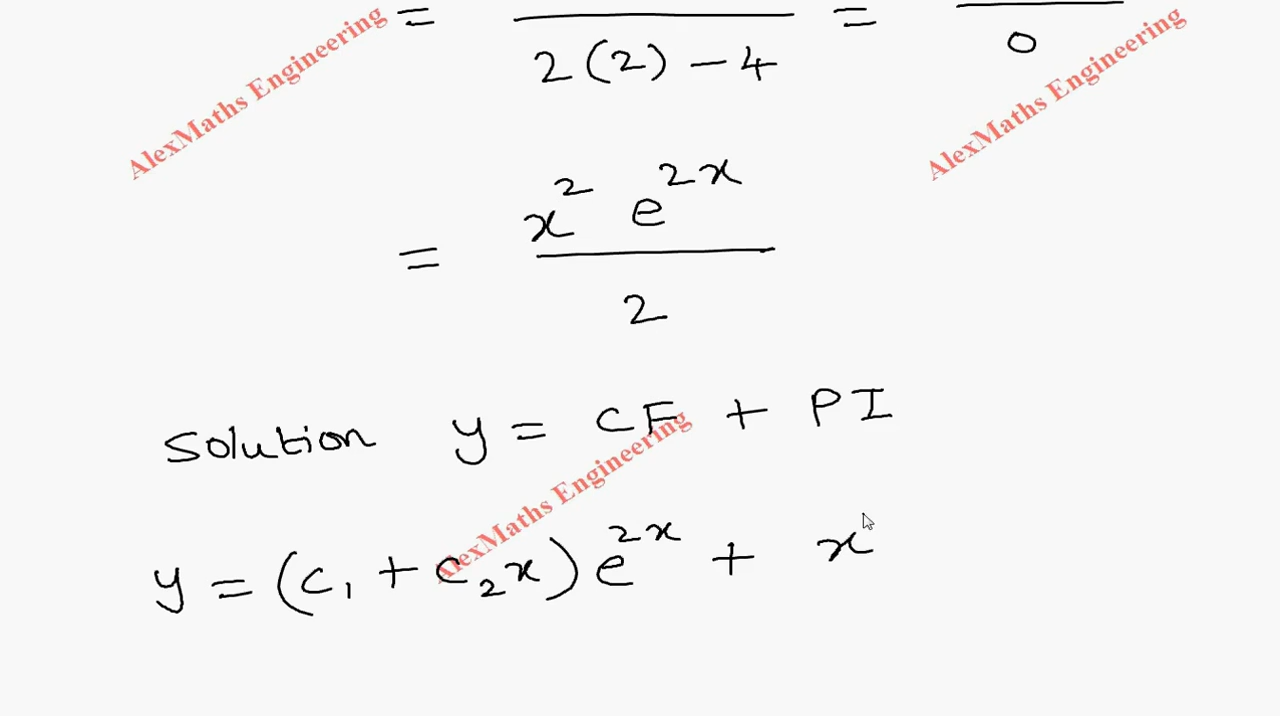 = 2(2) - 4 = 0
AlexMaths Engineering AlexMaths Engineering
= x² e^{2x} / 2
Solution y = CF + PI
AlexMaths Engineering
y = (c₁ + c₂x) e^{2x} + x